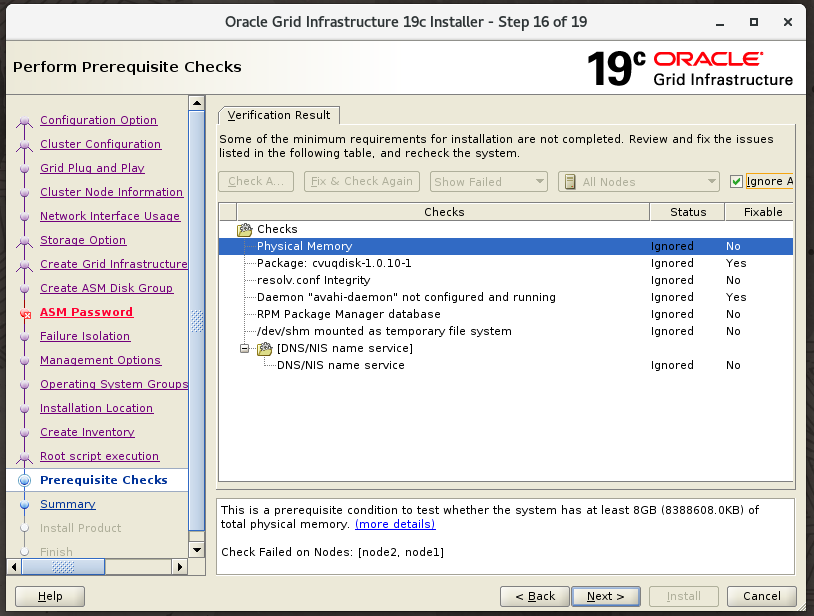 Oracle Grid Infrastructure 19c Installer - Step 16 of 19
Perform Prerequisite Checks
19c ORACLE
Grid Infrastructure
Configuration Option
Cluster Configuration
Grid Plug and Play
Cluster Node Information
Network Interface Usage
Storage Option
Create Grid Infrastructure
Create ASM Disk Group
ASM Password
Failure Isolation
Management Options
Operating System Groups
Installation Location
Create Inventory
Root script execution
Prerequisite Checks
Summary
Install Product
Finish
Verification Result
Some of the minimum requirements for installation are not completed. Review and fix the issues
listed in the following table, and recheck the system.
Check A... Fix & Check Again Show Failed All Nodes Ignore A
Checks Status Fixable
Checks
Physical Memory Ignored No
Package: cvuqdisk-1.0.10-1 Ignored Yes
resolv.conf Integrity Ignored No
Daemon "avahi-daemon" not configured and running Ignored Yes
RPM Package Manager database Ignored No
/dev/shm mounted as temporary file system Ignored No
[DNS/NIS name service]
DNS/NIS name service Ignored No
This is a prerequisite condition to test whether the system has at least 8GB (8388608.0KB) of
total physical memory. (more details)
Check Failed on Nodes: [node2, node1]
Help < Back Next > Install Cancel